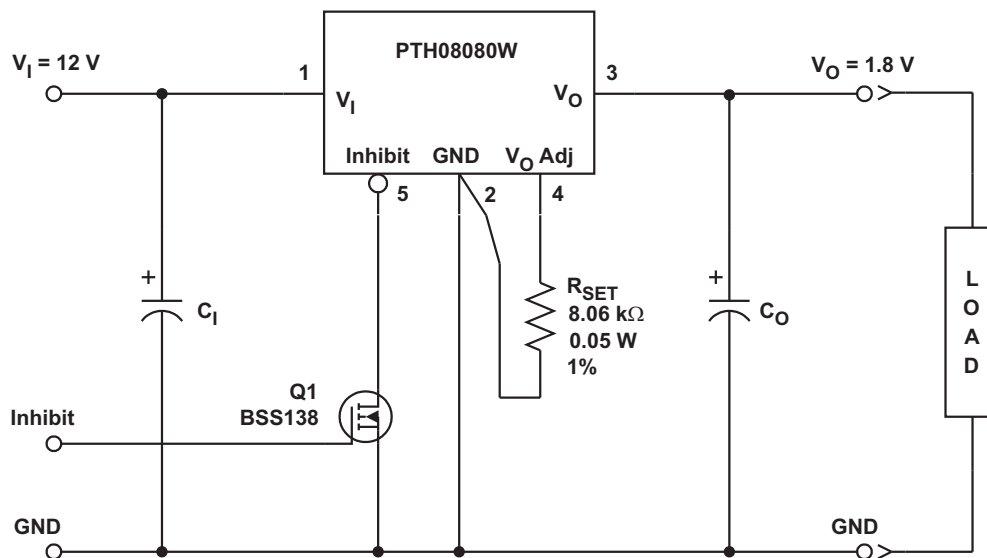 PTH08080W
V_I = 12 V
1
3
V_O = 1.8 V
V_I
V_O
Inhibit
GND
V_O Adj
5
2
4
+
C_I
R_SET
8.06 kΩ
0.05 W
1%
+
C_O
L
O
A
D
Q1
BSS138
Inhibit
GND
GND